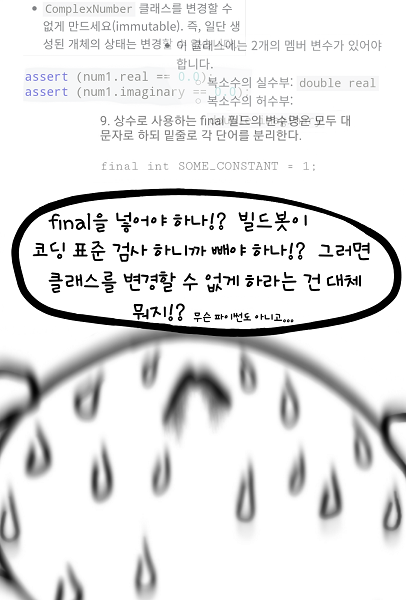 • ComplexNumber 클래스를 변경할 수
없게 만드세요(immutable). 즉, 일단 생
성된 개체의 상태는 변경할 수
• 이 클래스에는 2개의 멤버 변수가 있어야
합니다.
assert (num1.real == 0.0);
assert (num1.imaginary == 0.0);
○ 복소수의 실수부: double real
○ 복소수의 허수부:
9. 상수로 사용하는 final 필드의 변수명은 모두 대
문자로 하되 밑줄로 각 단어를 분리한다.
final int SOME_CONSTANT = 1;
final을 넣어야 하나!? 빌드봇이
코딩 표준 검사 하니까 빼야 하나!? 그러면
클래스를 변경할 수 없게 하라는 건 대체
뭐지!? 무슨 파이썬도 아니고...